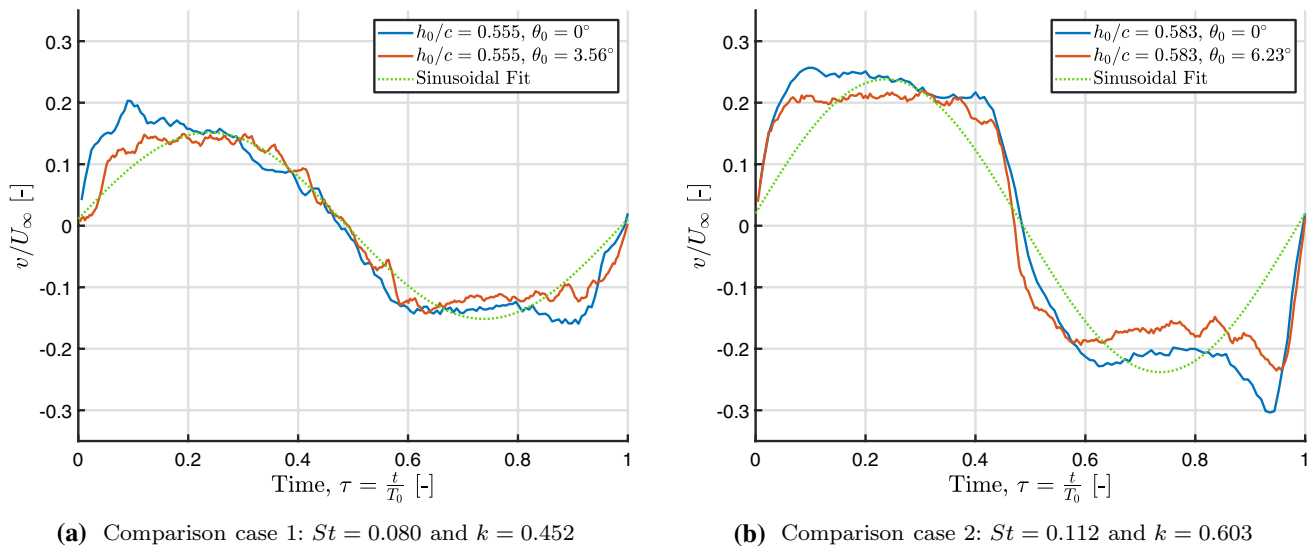 h₀/c = 0.555, θ₀ = 0°
h₀/c = 0.555, θ₀ = 3.56°
Sinusoidal Fit
0.3
0.2
0.1
0
-0.1
-0.2
-0.3
v/U∞ [-]
0 0.2 0.4 0.6 0.8 1
Time, τ = t/T₀ [-]
(a) Comparison case 1: St = 0.080 and k = 0.452
h₀/c = 0.583, θ₀ = 0°
h₀/c = 0.583, θ₀ = 6.23°
Sinusoidal Fit
0.3
0.2
0.1
0
-0.1
-0.2
-0.3
v/U∞ [-]
0 0.2 0.4 0.6 0.8 1
Time, τ = t/T₀ [-]
(b) Comparison case 2: St = 0.112 and k = 0.603